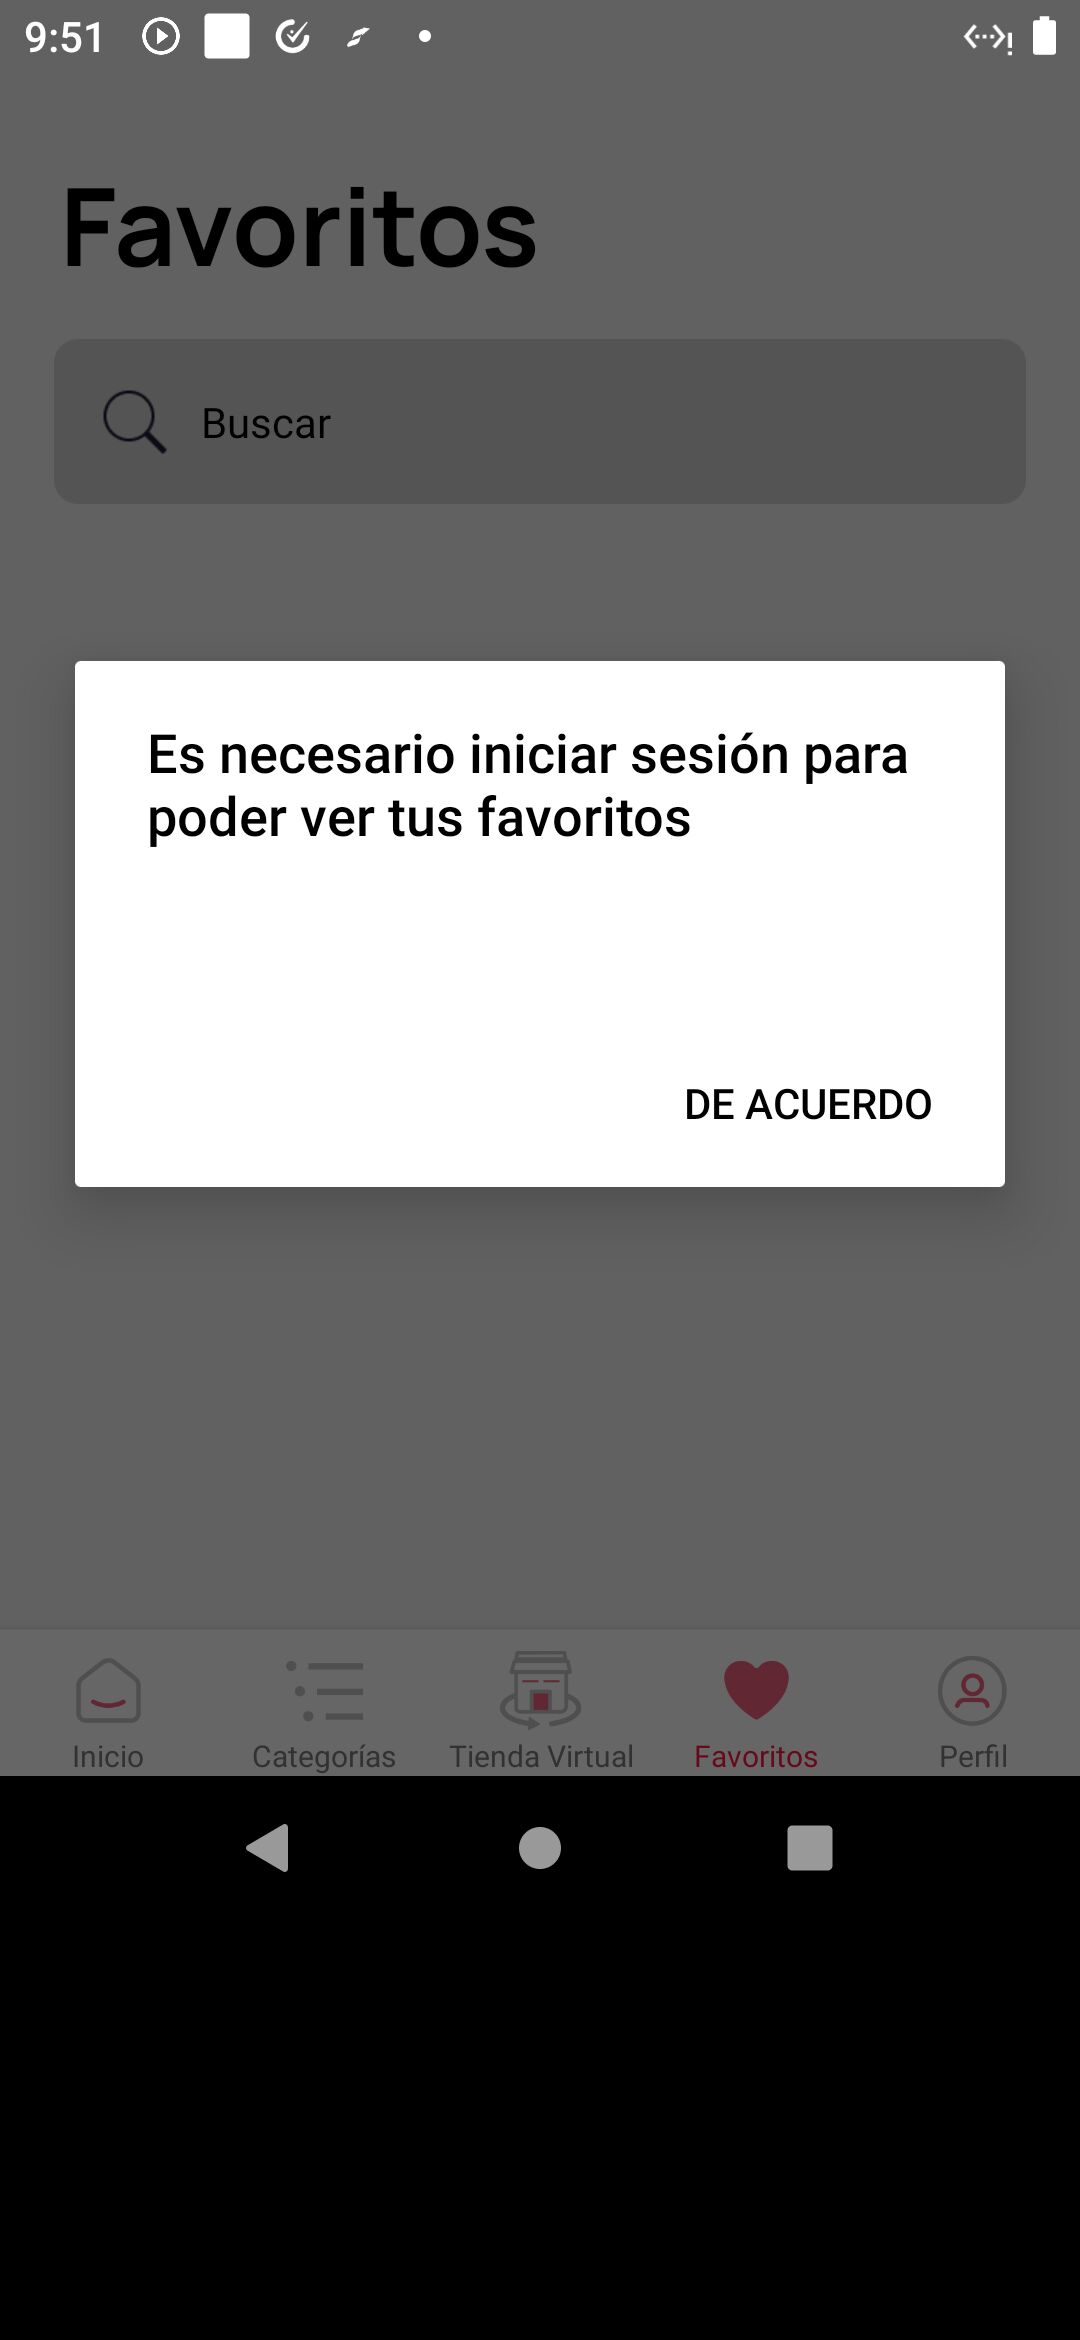 9:51
Favoritos
Buscar
Es necesario iniciar sesión para
poder ver tus favoritos
DE ACUERDO
Inicio
Categorías
Tienda Virtual
Favoritos
Perfil